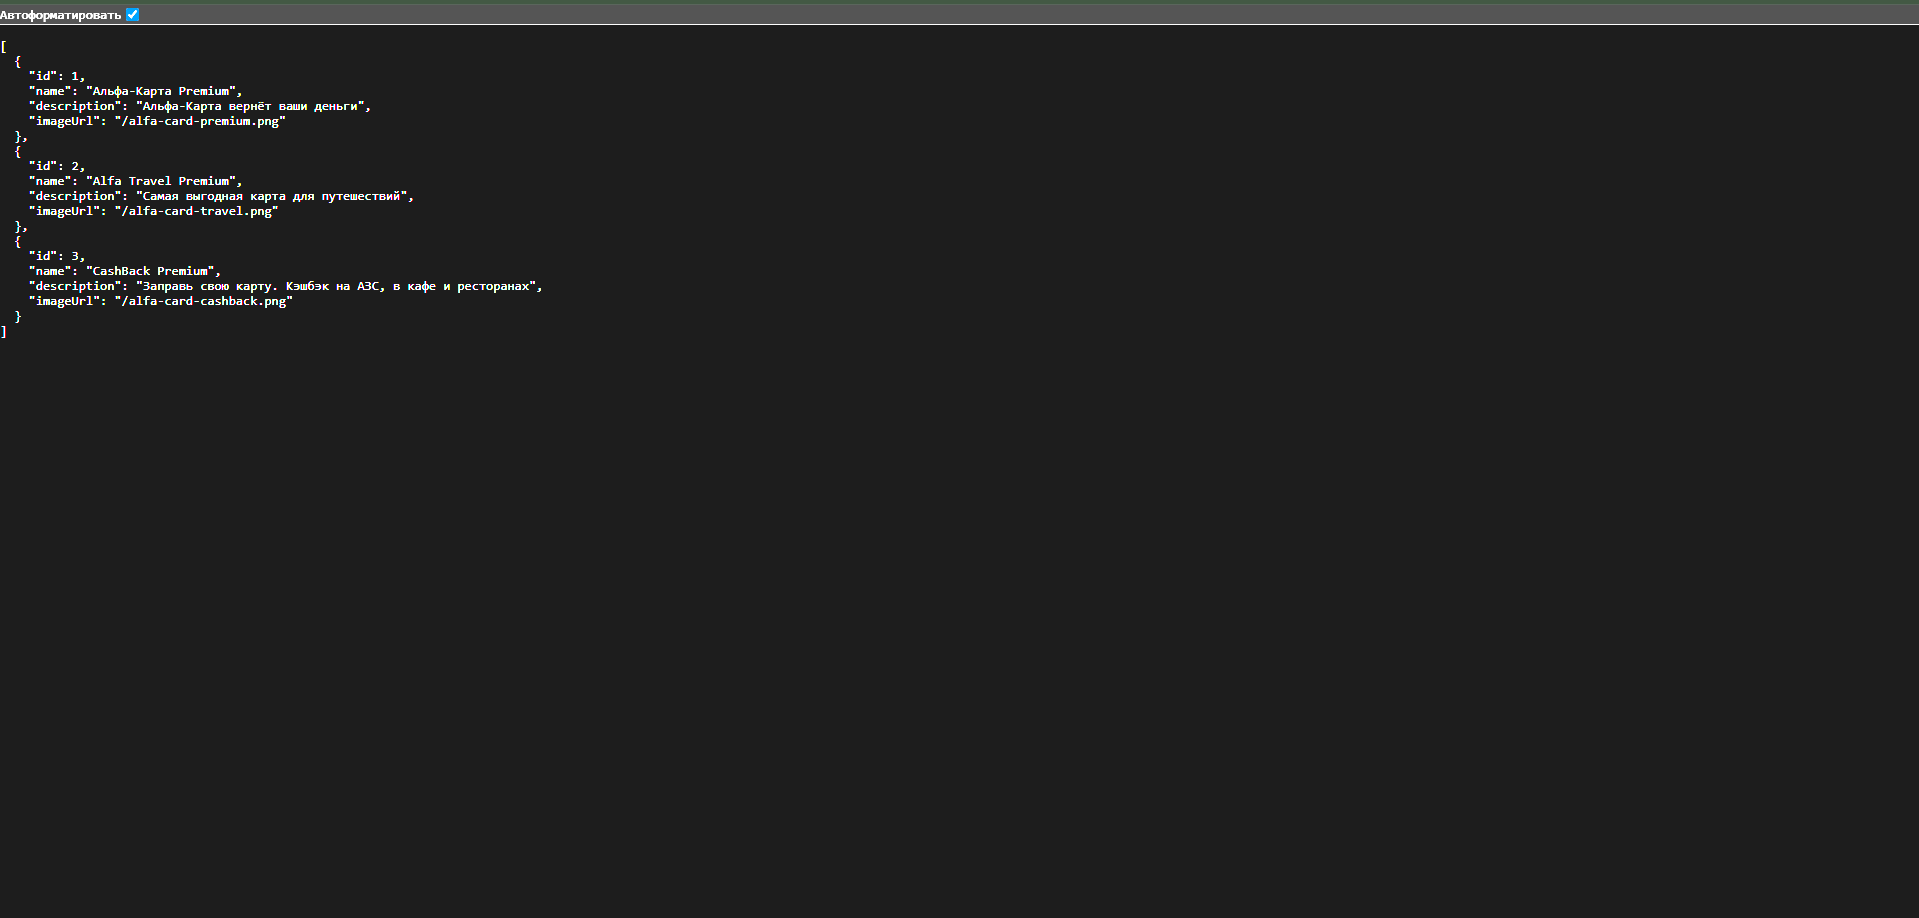 Автоформатировать
[
  {
    "id": 1,
    "name": "Альфа-Карта Premium",
    "description": "Альфа-Карта вернёт ваши деньги",
    "imageUrl": "/alfa-card-premium.png"
  },
  {
    "id": 2,
    "name": "Alfa Travel Premium",
    "description": "Самая выгодная карта для путешествий",
    "imageUrl": "/alfa-card-travel.png"
  },
  {
    "id": 3,
    "name": "CashBack Premium",
    "description": "Заправь свою карту. Кэшбэк на АЗС, в кафе и ресторанах",
    "imageUrl": "/alfa-card-cashback.png"
  }
]